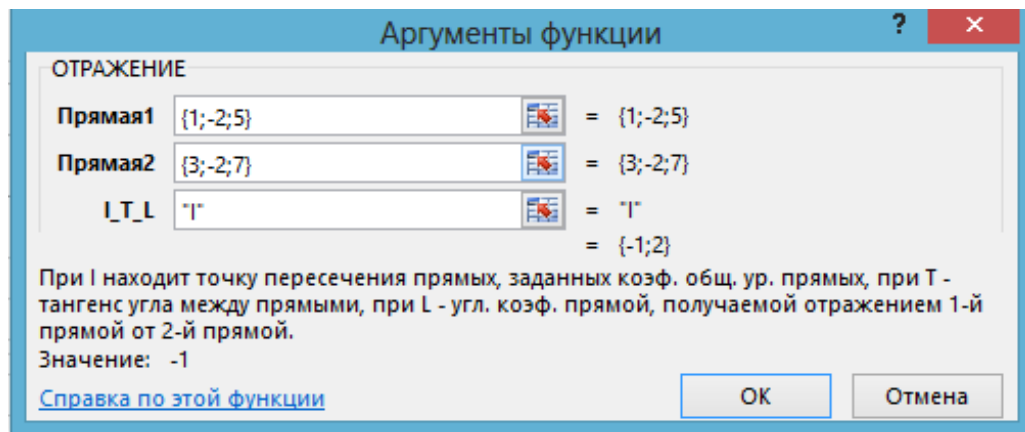 Аргументы функции
? ×
ОТРАЖЕНИЕ
Прямая1 {1;-2;5} = {1;-2;5}
Прямая2 {3;-2;7} = {3;-2;7}
I_T_L "I" = "I"
= {-1;2}
При I находит точку пересечения прямых, заданных коэф. общ. ур. прямых, при T -
тангенс угла между прямыми, при L - угл. коэф. прямой, получаемой отражением 1-й
прямой от 2-й прямой.
Значение: -1
Справка по этой функции OK Отмена